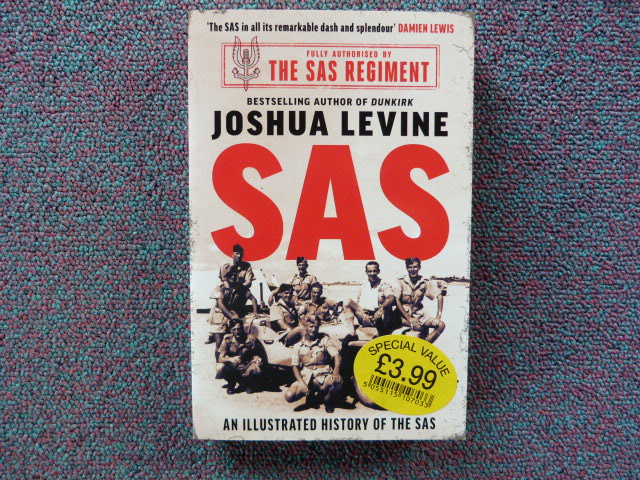 'The SAS in all its remarkable dash and splendour' DAMIEN LEWIS
FULLY AUTHORISED BY
THE SAS REGIMENT
BESTSELLING AUTHOR OF DUNKIRK
JOSHUA LEVINE
SAS
SPECIAL VALUE
£3.99
AN ILLUSTRATED HISTORY OF THE SAS